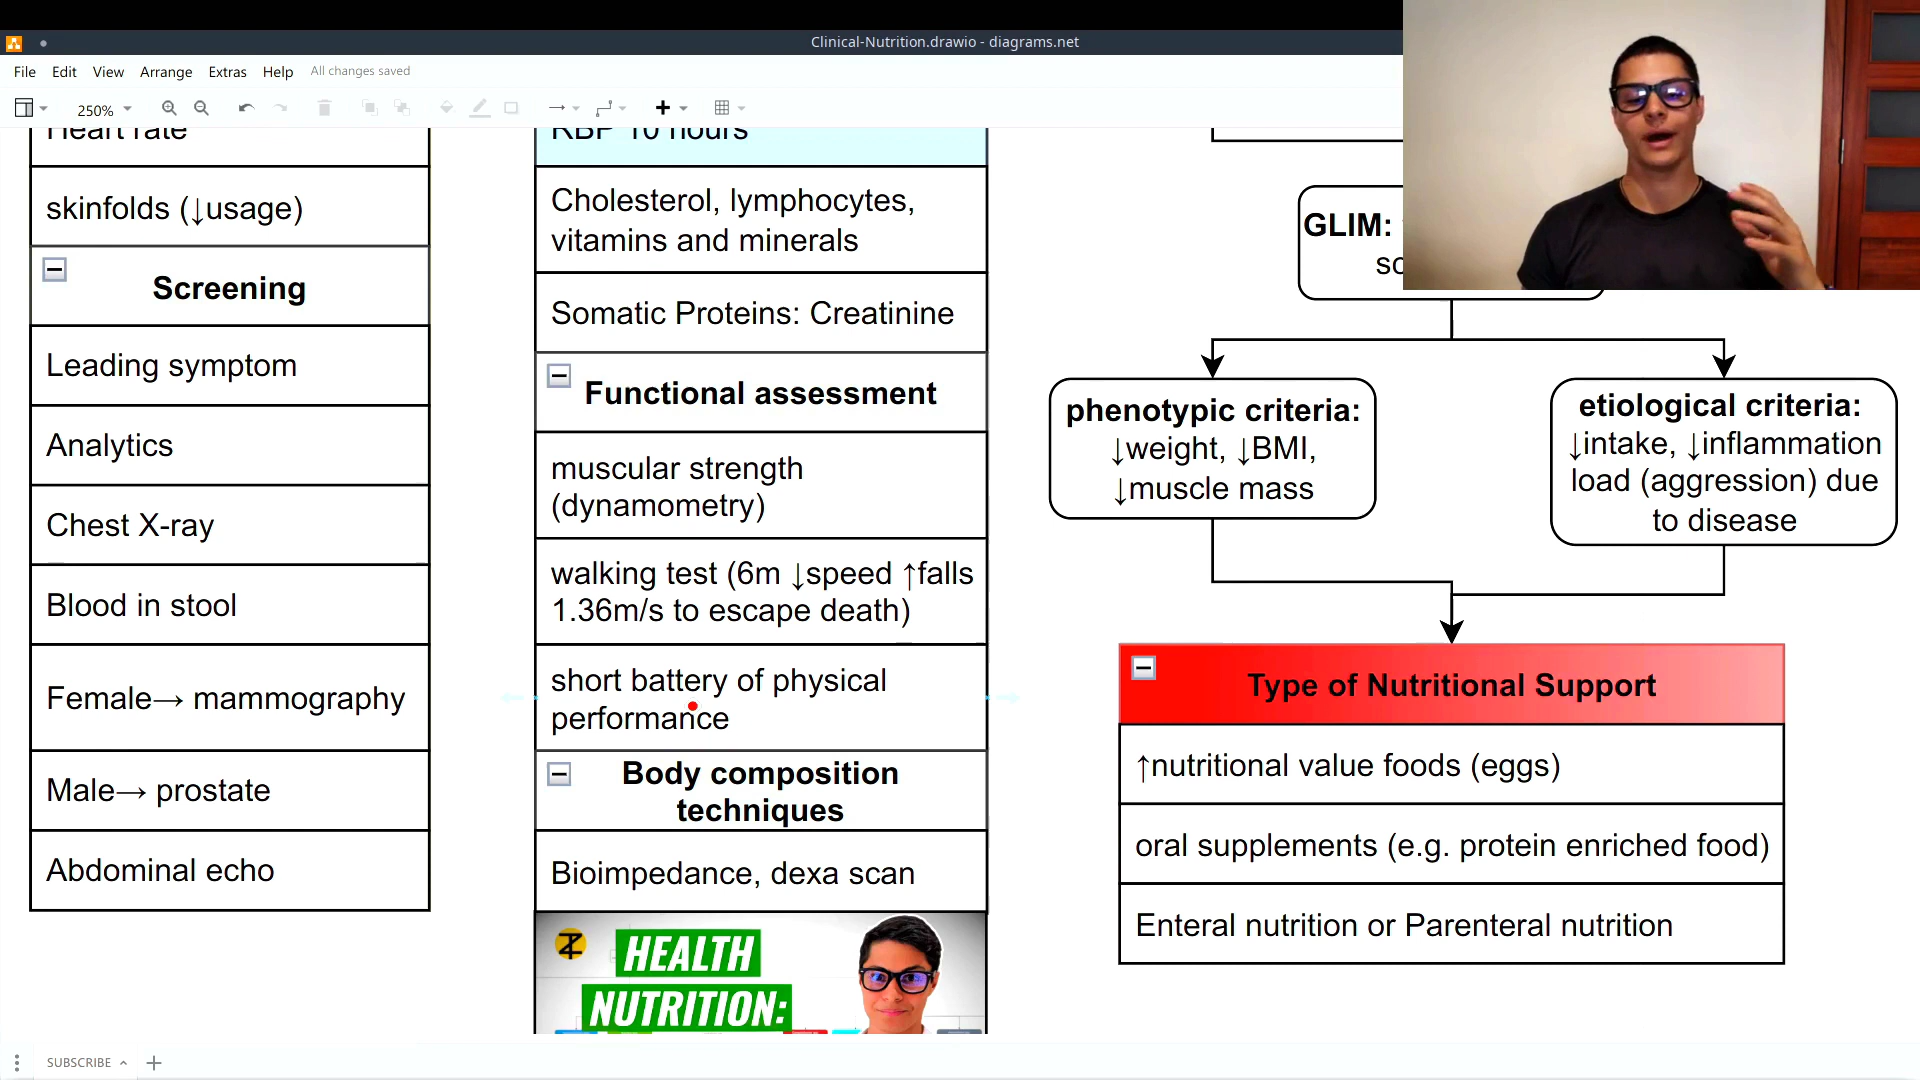 Clinical-Nutrition.drawio - diagrams.net
File Edit View Arrange Extras Help All changes saved
250%
Heart rate
skinfolds (↓usage)
Screening
Leading symptom
Analytics
Chest X-ray
Blood in stool
Female→ mammography
Male→ prostate
Abdominal echo
RBP 10 hours
Cholesterol, lymphocytes,
vitamins and minerals
Somatic Proteins: Creatinine
Functional assessment
muscular strength
(dynamometry)
walking test (6m ↓speed ↑falls
1.36m/s to escape death)
short battery of physical
performance
Body composition
techniques
Bioimpedance, dexa scan
HEALTH
NUTRITION:
GLIM:
phenotypic criteria:
↓weight, ↓BMI,
↓muscle mass
etiological criteria:
↓intake, ↓inflammation
load (aggression) due
to disease
Type of Nutritional Support
↑nutritional value foods (eggs)
oral supplements (e.g. protein enriched food)
Enteral nutrition or Parenteral nutrition
SUBSCRIBE